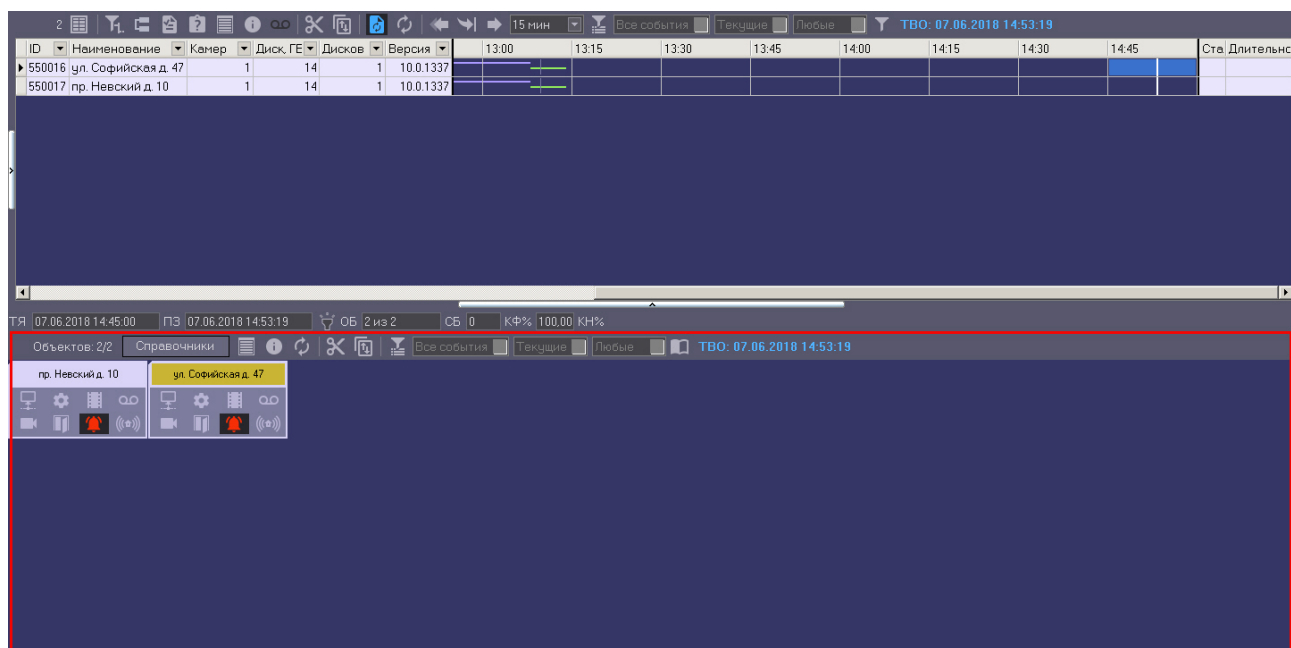 2 15 мин Все события Текущие Любые ТВО: 07.06.2018 14:53:19
ID Наименование Камер Диск, ГЕ Дисков Версия 13:00 13:15 13:30 13:45 14:00 14:15 14:30 14:45 Ста Длительнс
550016 ул. Софийская д. 47 1 14 1 10.0.1337
550017 пр. Невский д. 10 1 14 1 10.0.1337
ТЯ 07.06.2018 14:45:00 ПЗ 07.06.2018 14:53:19 ОБ 2 из 2 СБ 0 КФ% 100,00 КН%
Объектов: 2/2 Справочники Все события Текущие Любые ТВО: 07.06.2018 14:53:19
пр. Невский д. 10 ул. Софийская д. 47